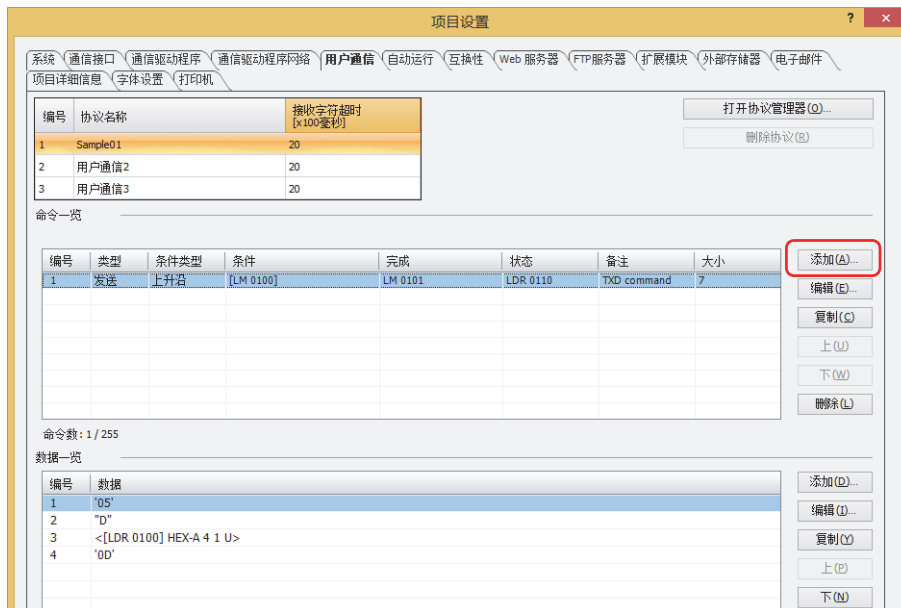 项目设置 ? ×
系统 通信接口 通信驱动程序 通信驱动程序网络 用户通信 自动运行 互换性 Web 服务器 FTP服务器 扩展模块 外部存储器 电子邮件
项目详细信息 字体设置 打印机
编号 协议名称 接收字符超时
[x100毫秒]
1 Sample01 20
2 用户通信2 20
3 用户通信3 20
打开协议管理器(O)...
删除协议(R)
命令一览
编号 类型 条件类型 条件 完成 状态 备注 大小
1 发送 上升沿 [LM 0100] LM 0101 LDR 0110 TXD command 7
添加(A)...
编辑(E)...
复制(C)
上(U)
下(W)
删除(L)
命令数: 1 / 255
数据一览
编号 数据
1 '05'
2 "D"
3 <[LDR 0100] HEX-A 4 1 U>
4 '0D'
添加(D)...
编辑(I)...
复制(Y)
上(P)
下(N)